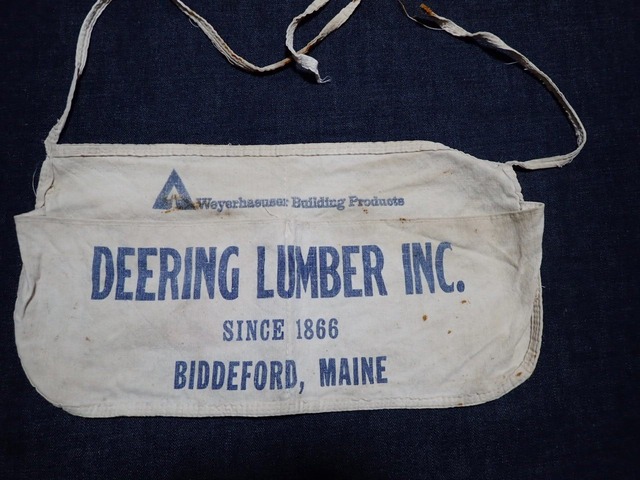 Weyerhaeuser Building Products
DEERING LUMBER INC.
SINCE 1866
BIDDEFORD, MAINE